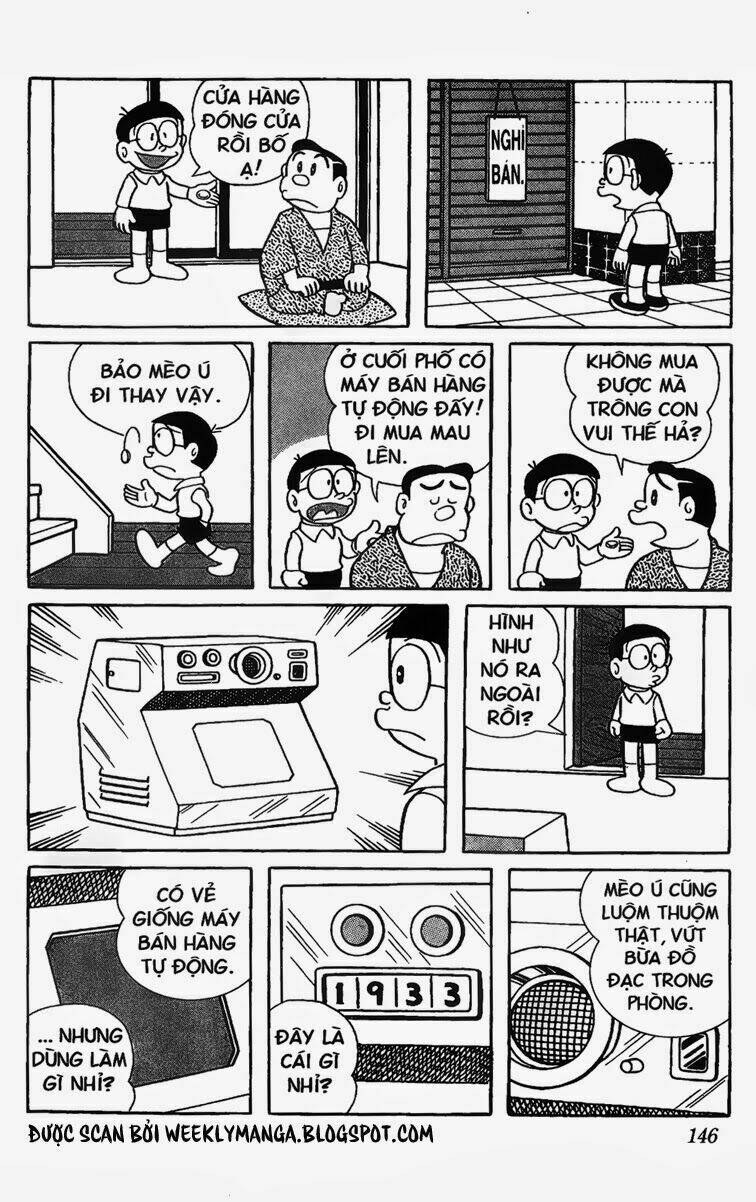 NGHỈ
BÁN.
CỬA HÀNG
ĐÓNG CỬA
RỒI BỐ
Ạ!
KHÔNG MUA
ĐƯỢC MÀ
TRÔNG CON
VUI THẾ HẢ?
Ở CUỐI PHỐ CÓ
MÁY BÁN HÀNG
TỰ ĐỘNG ĐẤY!
ĐI MUA MAU
LÊN.
BẢO MÈO Ú
ĐI THAY VẬY.
HÌNH
NHƯ
NÓ RA
NGOÀI
RỒI?
MÈO Ú CŨNG
LUỘM THUỘM
THẬT, VỨT
BỪA ĐỒ
ĐẠC TRONG
PHÒNG.
1933
ĐÂY LÀ
CÁI GÌ
NHỈ?
CÓ VẺ
GIỐNG MÁY
BÁN HÀNG
TỰ ĐỘNG.
... NHƯNG
DÙNG LÀM
GÌ NHỈ?
ĐƯỢC SCAN BỞI WEEKLYMANGA.BLOGSPOT.COM
146